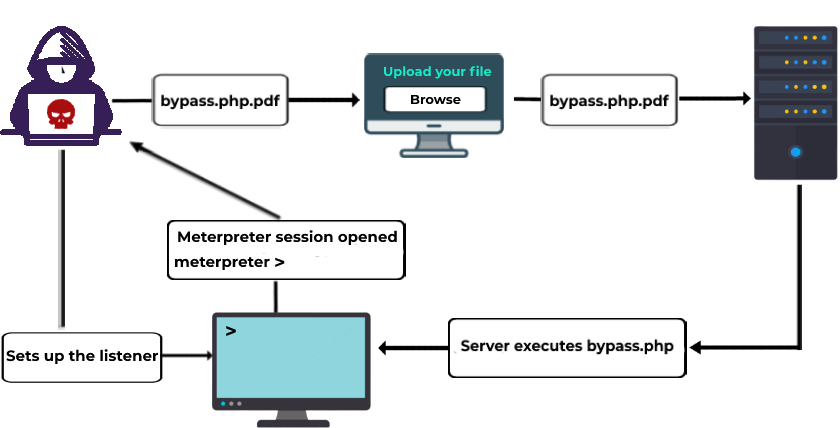 Upload your file
bypass.php.pdf
Browse
bypass.php.pdf
Meterpreter session opened
meterpreter >
>
Server executes bypass.php
Sets up the listener